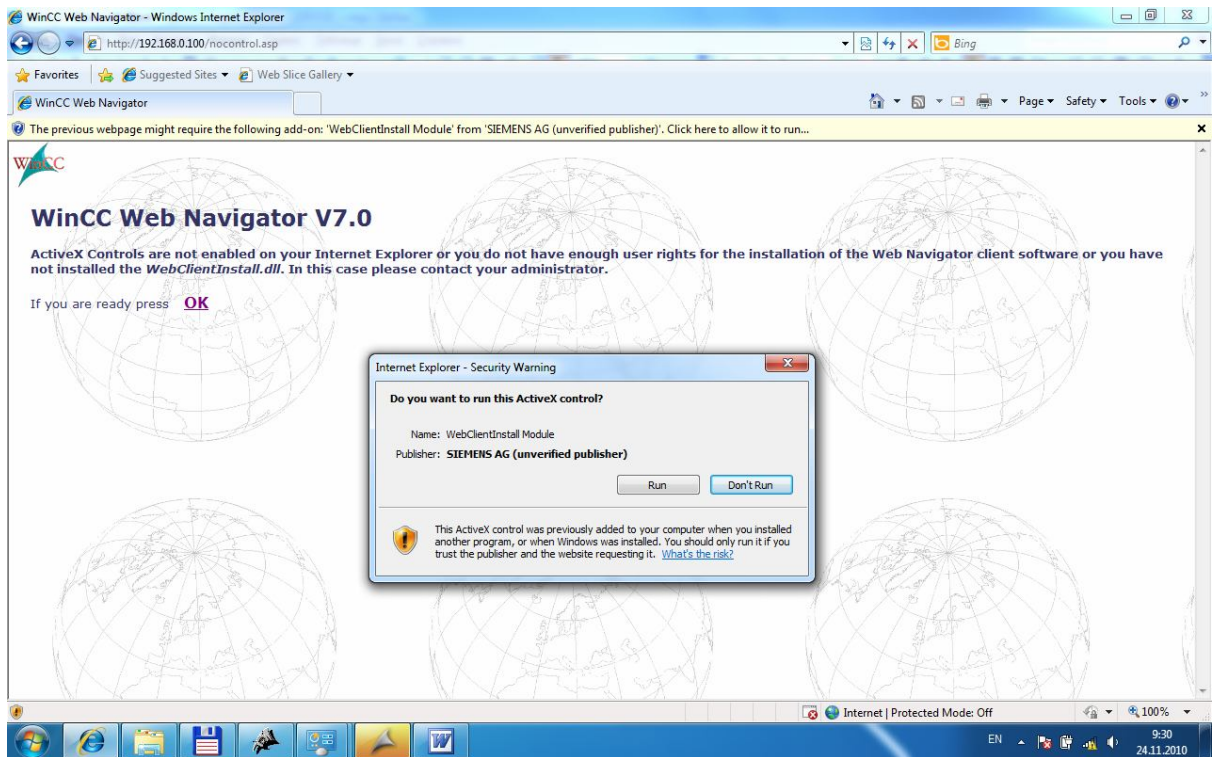 WinCC Web Navigator - Windows Internet Explorer
http://192.168.0.100/nocontrol.asp
Bing
Favorites Suggested Sites Web Slice Gallery
WinCC Web Navigator
Page Safety Tools
The previous webpage might require the following add-on: 'WebClientInstall Module' from 'SIEMENS AG (unverified publisher)'. Click here to allow it to run...
WinCC
WinCC Web Navigator V7.0
ActiveX Controls are not enabled on your Internet Explorer or you do not have enough user rights for the installation of the Web Navigator client software or you have
not installed the WebClientInstall.dll. In this case please contact your administrator.
If you are ready press OK
Internet Explorer - Security Warning
Do you want to run this ActiveX control?
Name: WebClientInstall Module
Publisher: SIEMENS AG (unverified publisher)
Run Don't Run
This ActiveX control was previously added to your computer when you installed
another program, or when Windows was installed. You should only run it if you
trust the publisher and the website requesting it. What's the risk?
Internet | Protected Mode: Off 100%
EN 9:30
24.11.2010